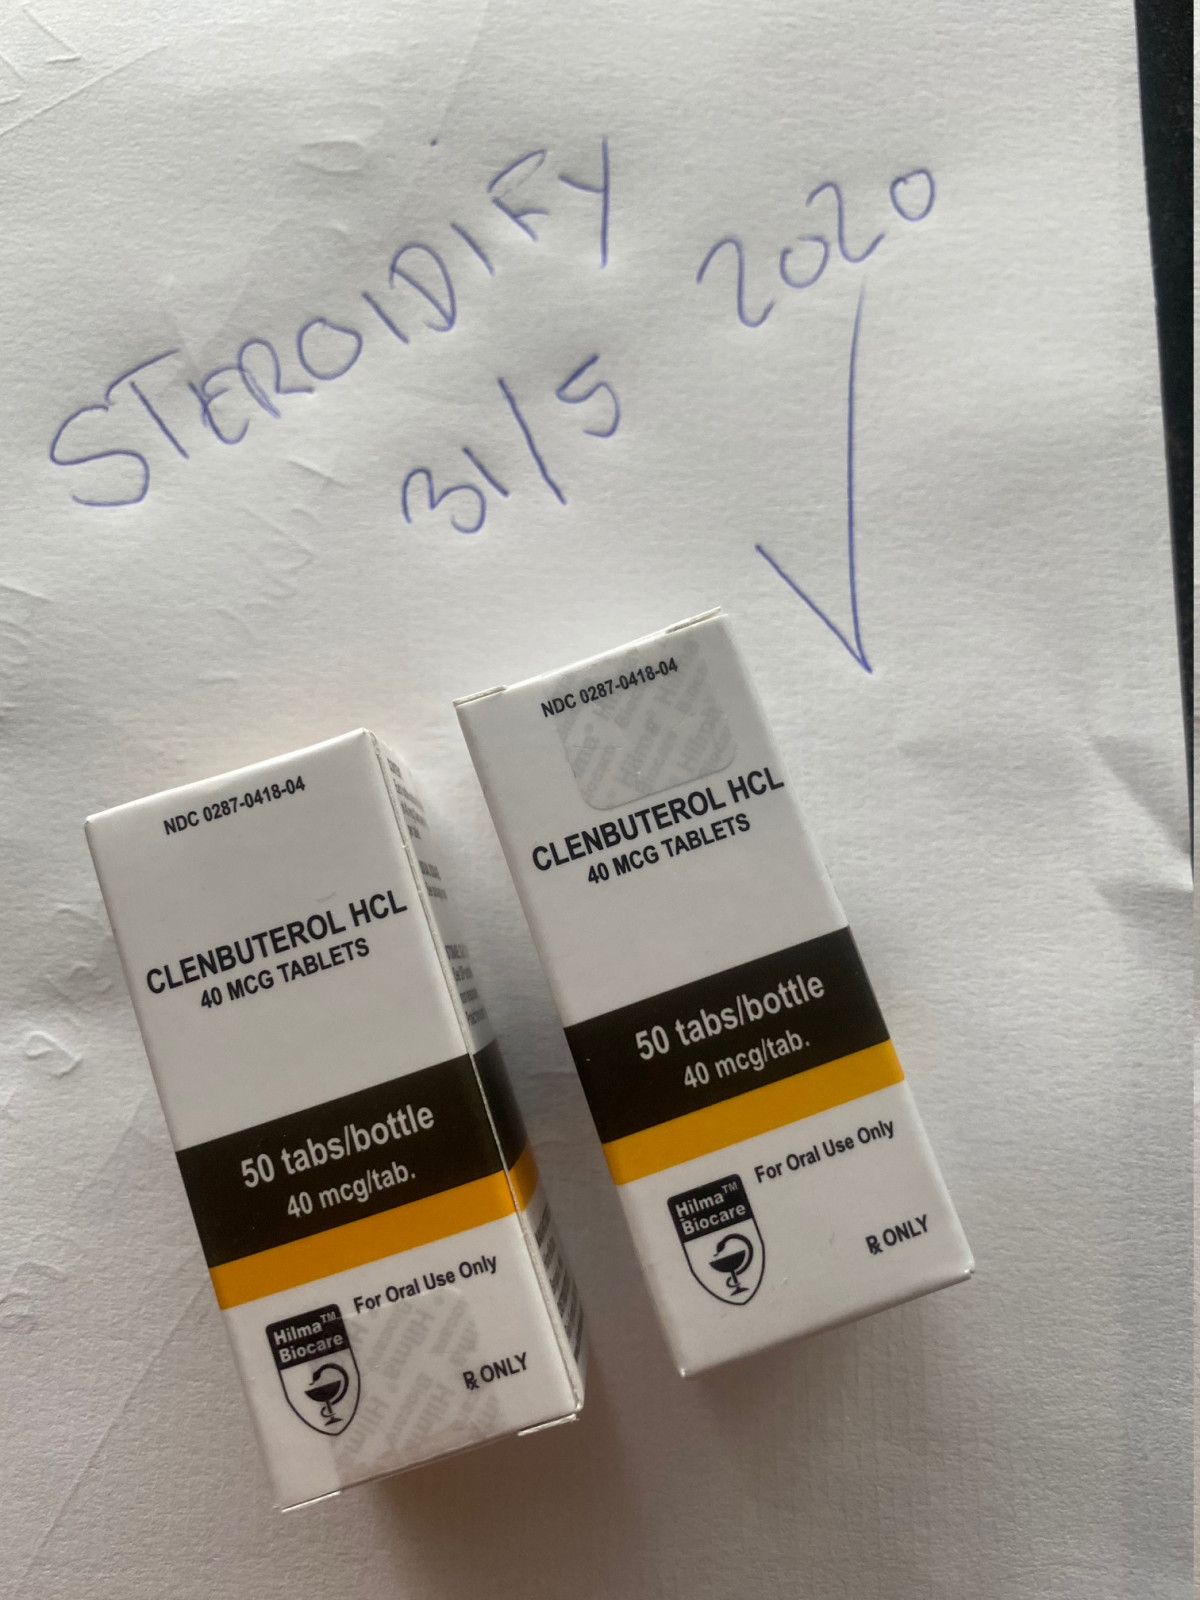 STEROIDIFY
31/5 2020
NDC 0287-0418-04
CLENBUTEROL HCL
40 MCG TABLETS
50 tabs/bottle
40 mcg/tab.
For Oral Use Only
Hilma™
Biocare
℞ ONLY
NDC 0287-0418-04
CLENBUTEROL HCL
40 MCG TABLETS
50 tabs/bottle
40 mcg/tab.
For Oral Use Only
Hilma™
Biocare
℞ ONLY